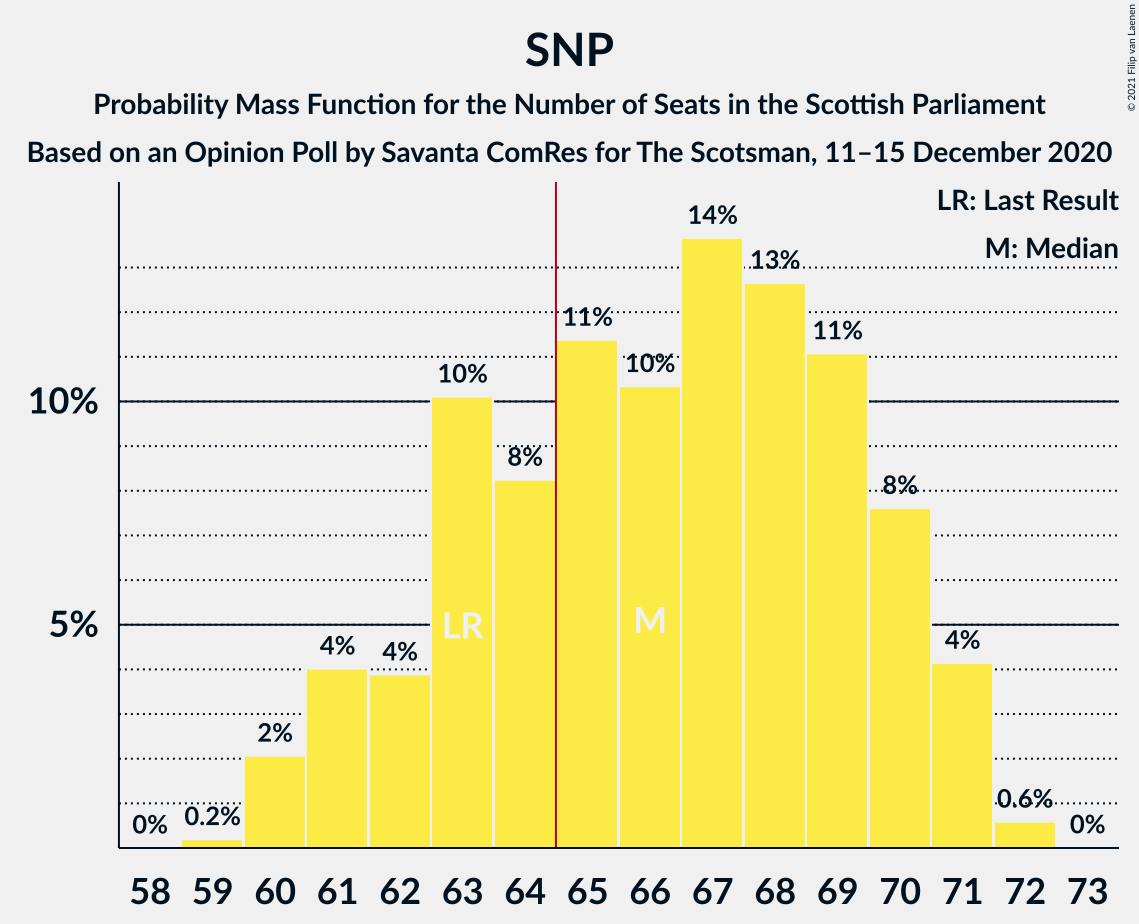 SNP
Probability Mass Function for the Number of Seats in the Scottish Parliament
Based on an Opinion Poll by Savanta ComRes for The Scotsman, 11–15 December 2020
© 2021 Filip van Laenen
LR: Last Result
M: Median
10%
5%
0%
0.2%
2%
4%
4%
10%
8%
11%
10%
14%
13%
11%
8%
4%
0.6%
0%
LR
M
58 59 60 61 62 63 64 65 66 67 68 69 70 71 72 73